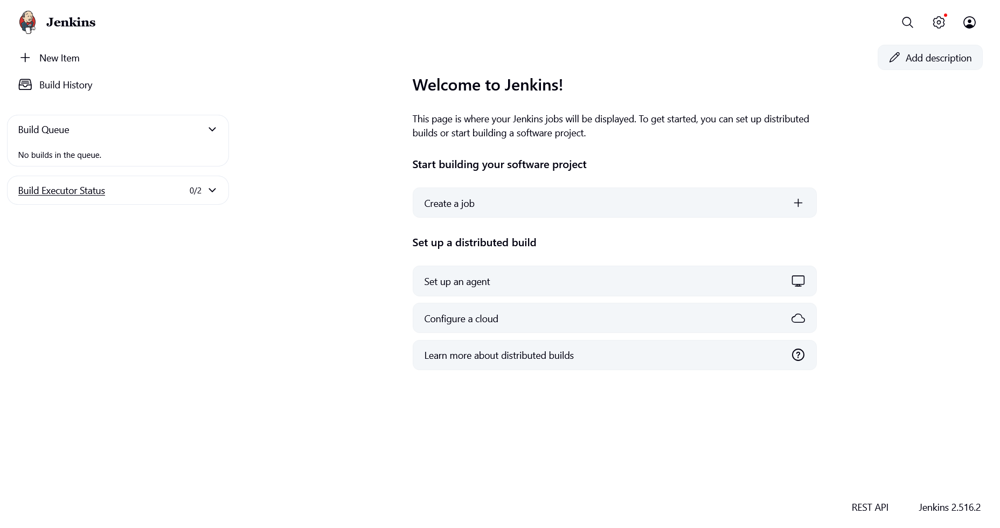 Jenkins
New Item
Build History
Build Queue
No builds in the queue.
Build Executor Status
0/2
Add description
Welcome to Jenkins!
This page is where your Jenkins jobs will be displayed. To get started, you can set up distributed
builds or start building a software project.
Start building your software project
Create a job
Set up a distributed build
Set up an agent
Configure a cloud
Learn more about distributed builds
REST API
Jenkins 2.516.2